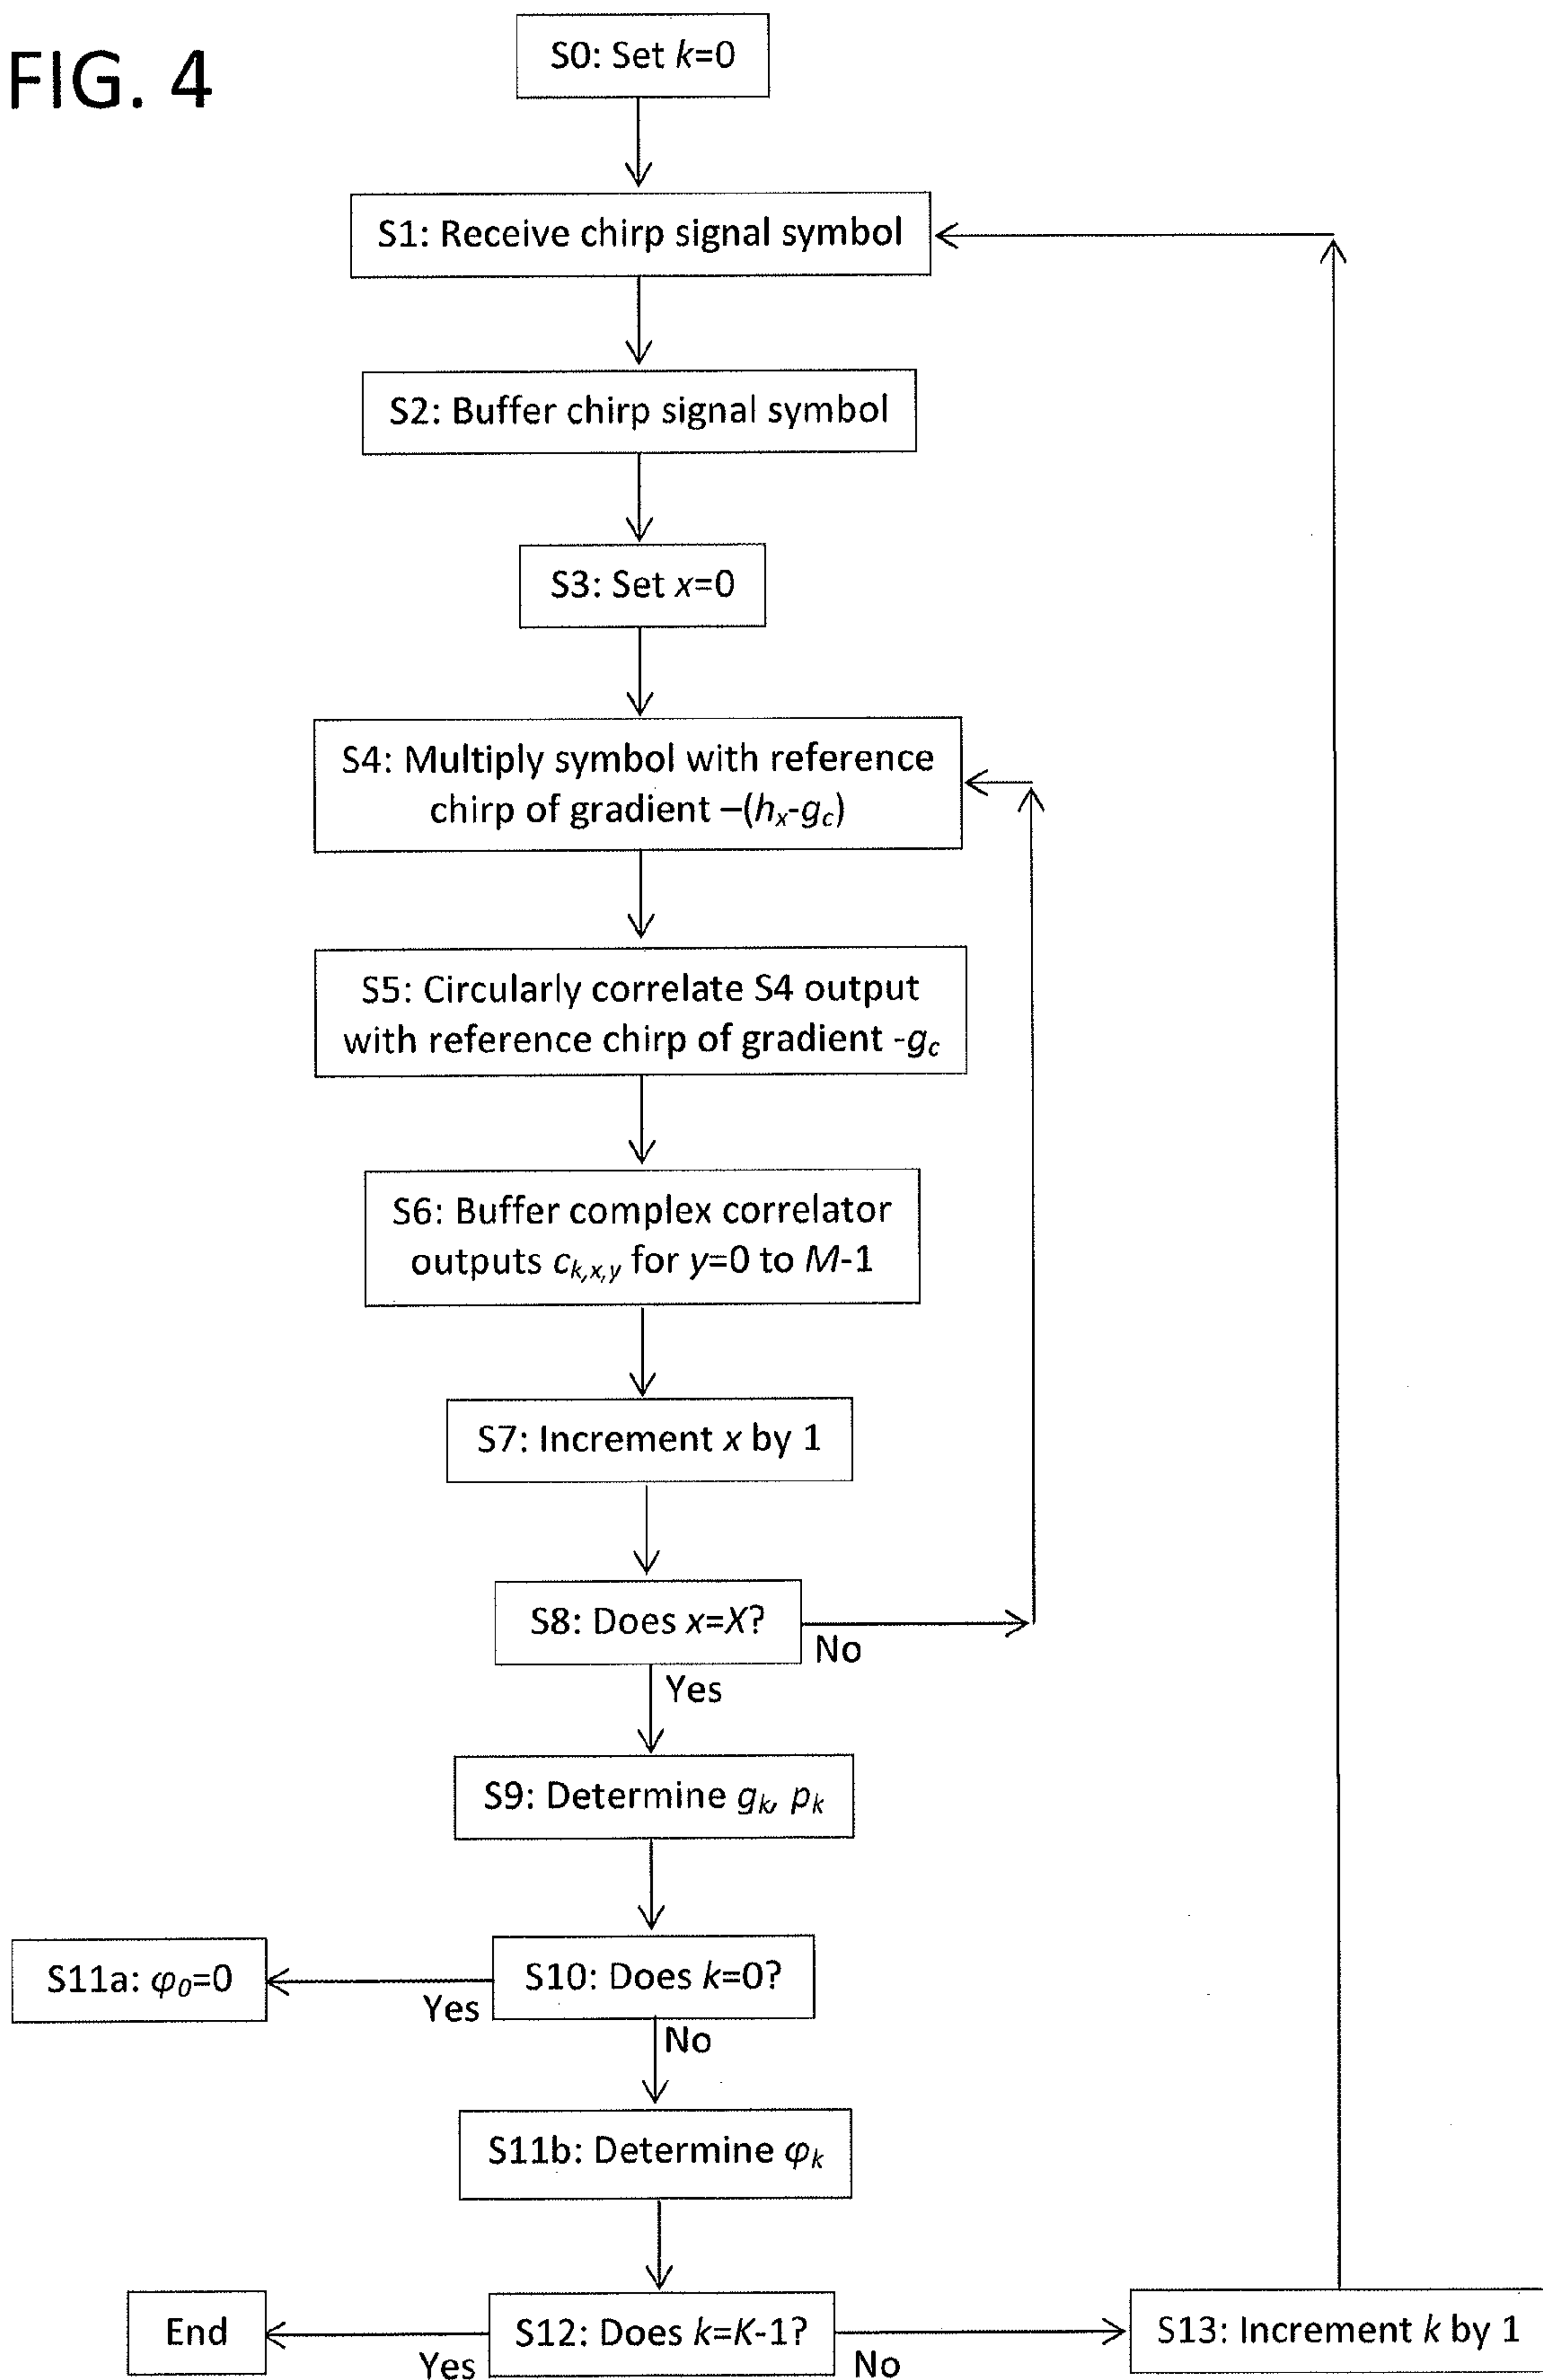 FIG. 4
S0: Set k=0
S1: Receive chirp signal symbol
S2: Buffer chirp signal symbol
S3: Set x=0
S4: Multiply symbol with reference
chirp of gradient –(hx-gc)
S5: Circularly correlate S4 output
with reference chirp of gradient -gc
S6: Buffer complex correlator
outputs ck,x,y for y=0 to M-1
S7: Increment x by 1
S8: Does x=X?
No
Yes
S9: Determine gk, pk
S10: Does k=0?
Yes
S11a: φ0=0
No
S11b: Determine φk
S12: Does k=K-1?
Yes
End
No
S13: Increment k by 1